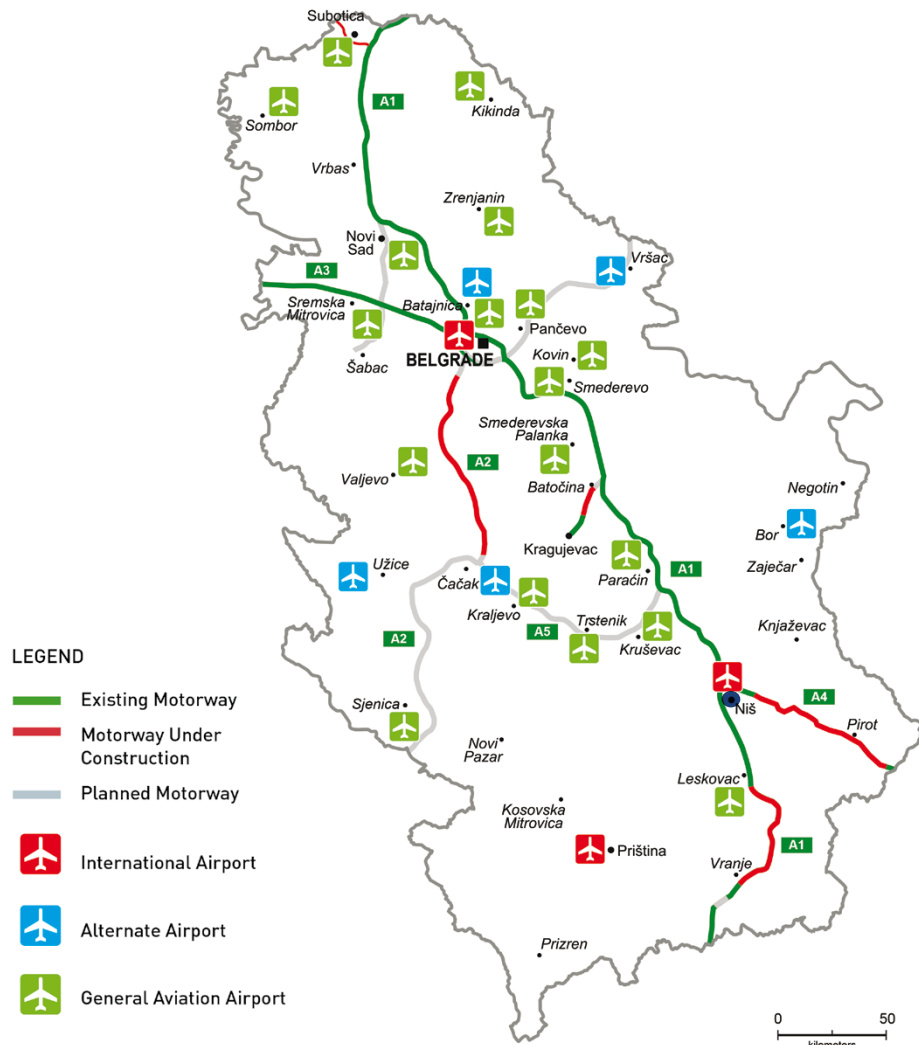 Subotica
A1
Kikinda
Sombor
Vrbas
Zrenjanin
Novi
Sad
A3
Vršac
Sremska
Mitrovica
Batajnica
Pančevo
BELGRADE
Šabac
Kovin
Smederevo
Smederevska
Palanka
A2
Valjevo
Batočina
Negotin
Bor
Kragujevac
Užice
Čačak
Paraćin
A1
Zaječar
Kraljevo
A5
Trstenik
Kruševac
Knjaževac
A2
LEGEND
Existing Motorway
Motorway Under
Construction
Planned Motorway
International Airport
Alternate Airport
General Aviation Airport
Sjenica
Novi
Pazar
Niš
A4
Pirot
Leskovac
Kosovska
Mitrovica
Priština
Vranje
A1
Prizren
0 50
kilometers